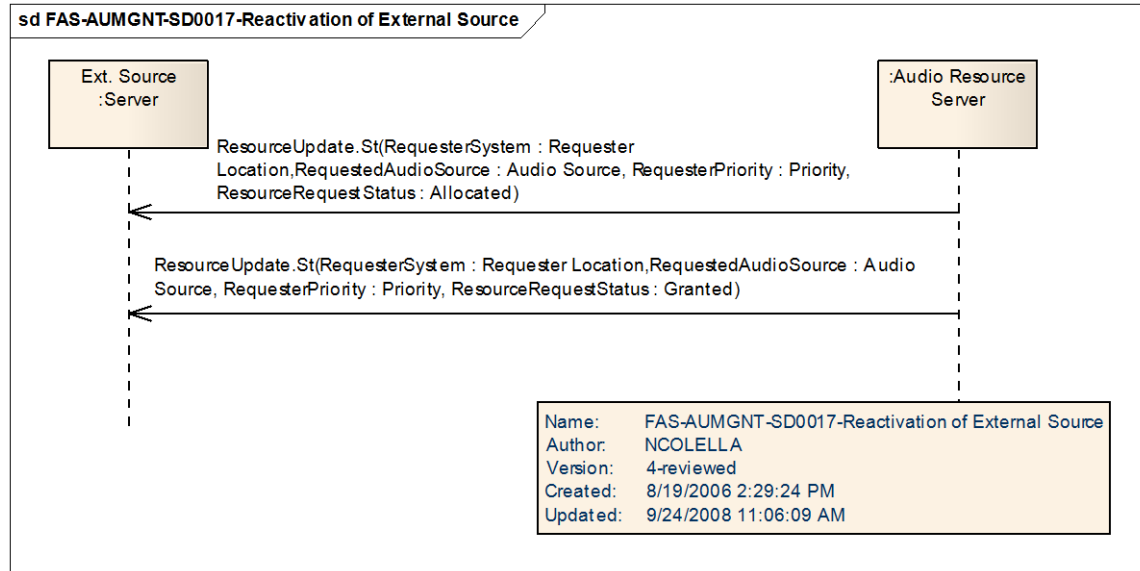 sd FAS-AUMGNT-SD0017-Reactivation of External Source
Ext. Source
:Server
:Audio Resource
Server
ResourceUpdate.St(RequesterSystem : Requester
Location,RequestedAudioSource : Audio Source, RequesterPriority : Priority,
ResourceRequestStatus : Allocated)
ResourceUpdate.St(RequesterSystem : Requester Location,RequestedAudioSource : Audio
Source, RequesterPriority : Priority, ResourceRequestStatus : Granted)
Name: FAS-AUMGNT-SD0017-Reactivation of External Source
Author: NCOLELLA
Version: 4-reviewed
Created: 8/19/2006 2:29:24 PM
Updated: 9/24/2008 11:06:09 AM